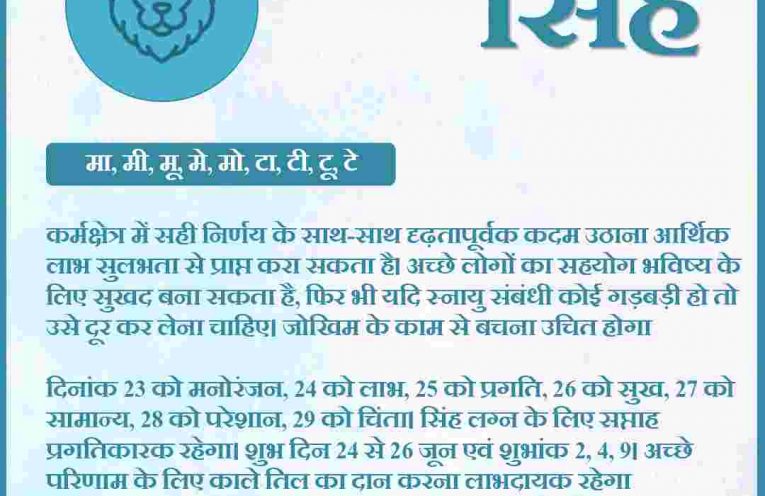 सिंह
मा, मी, मू, मे, मो, टा, टी, टू, टे
कर्मक्षेत्र में सही निर्णय के साथ-साथ दृढ़तापूर्वक कदम उठाना आर्थिक
लाभ सुलभता से प्राप्त करा सकता है। अच्छे लोगों का सहयोग भविष्य के
लिए सुखद बना सकता है, फिर भी यदि स्नायु संबंधी कोई गड़बड़ी हो तो
उसे दूर कर लेना चाहिए। जोखिम के काम से बचना उचित होगा
दिनांक 23 को मनोरंजन, 24 को लाभ, 25 को प्रगति, 26 को सुख, 27 को
सामान्य, 28 को परेशान, 29 को चिंता। सिंह लग्न के लिए सप्ताह
प्रगतिकारक रहेगा। शुभ दिन 24 से 26 जून एवं शुभांक 2, 4, 9। अच्छे
परिणाम के लिए काले तिल का दान करना लाभदायक रहेगा